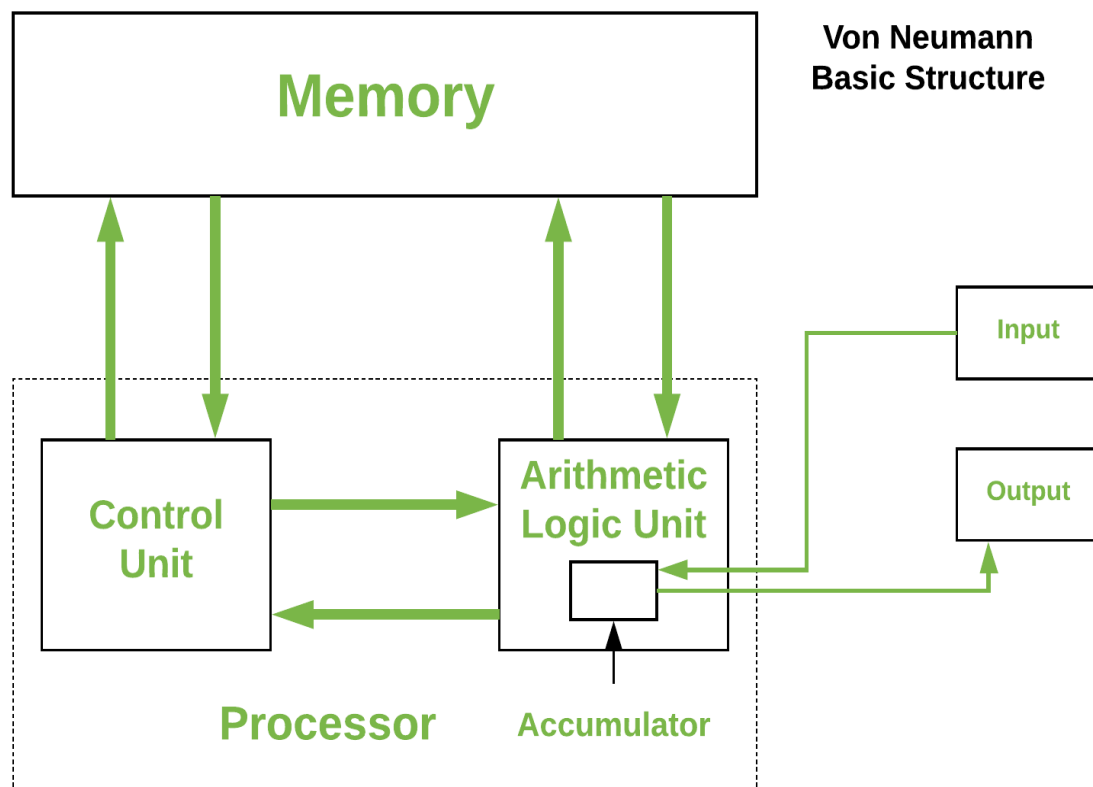 Von Neumann
Basic Structure
Memory
Input
Output
Control
Unit
Arithmetic
Logic Unit
Processor
Accumulator